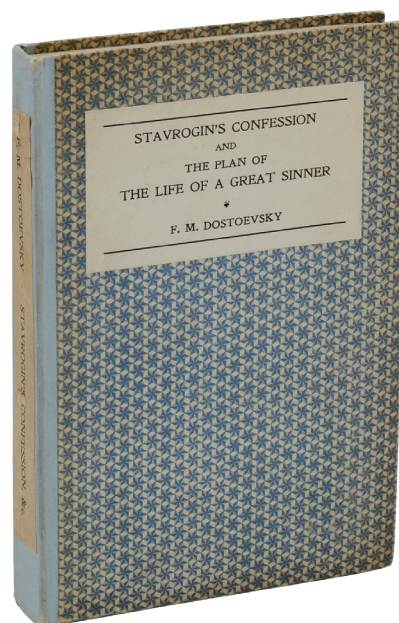 STAVROGIN'S CONFESSION
AND
THE PLAN OF
THE LIFE OF A GREAT SINNER
F. M. DOSTOEVSKY
F. M. DOSTOEVSKY STAVROGIN'S CONFESSION, &c.